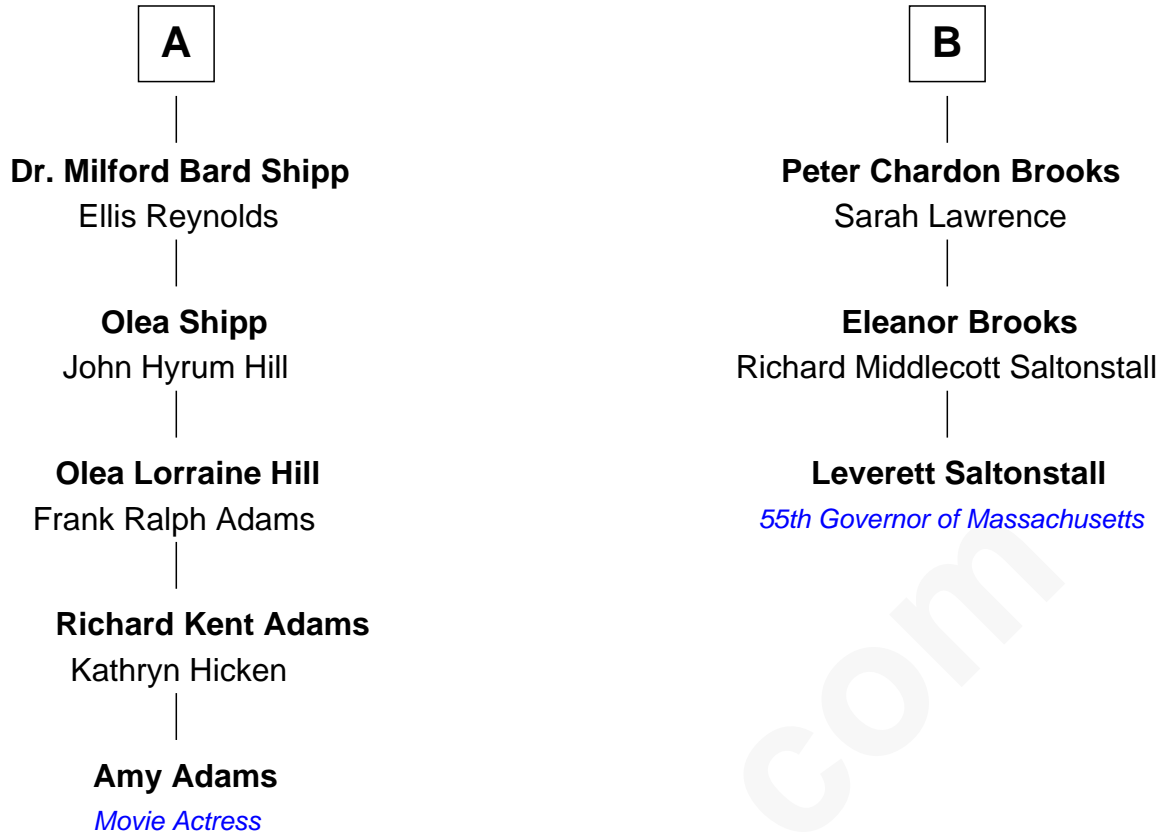 A
Dr. Milford Bard Shipp
Ellis Reynolds
Olea Shipp
John Hyrum Hill
Olea Lorraine Hill
Frank Ralph Adams
Richard Kent Adams
Kathryn Hicken
Amy Adams
Movie Actress
B
Peter Chardon Brooks
Sarah Lawrence
Eleanor Brooks
Richard Middlecott Saltonstall
Leverett Saltonstall
55th Governor of Massachusetts
com